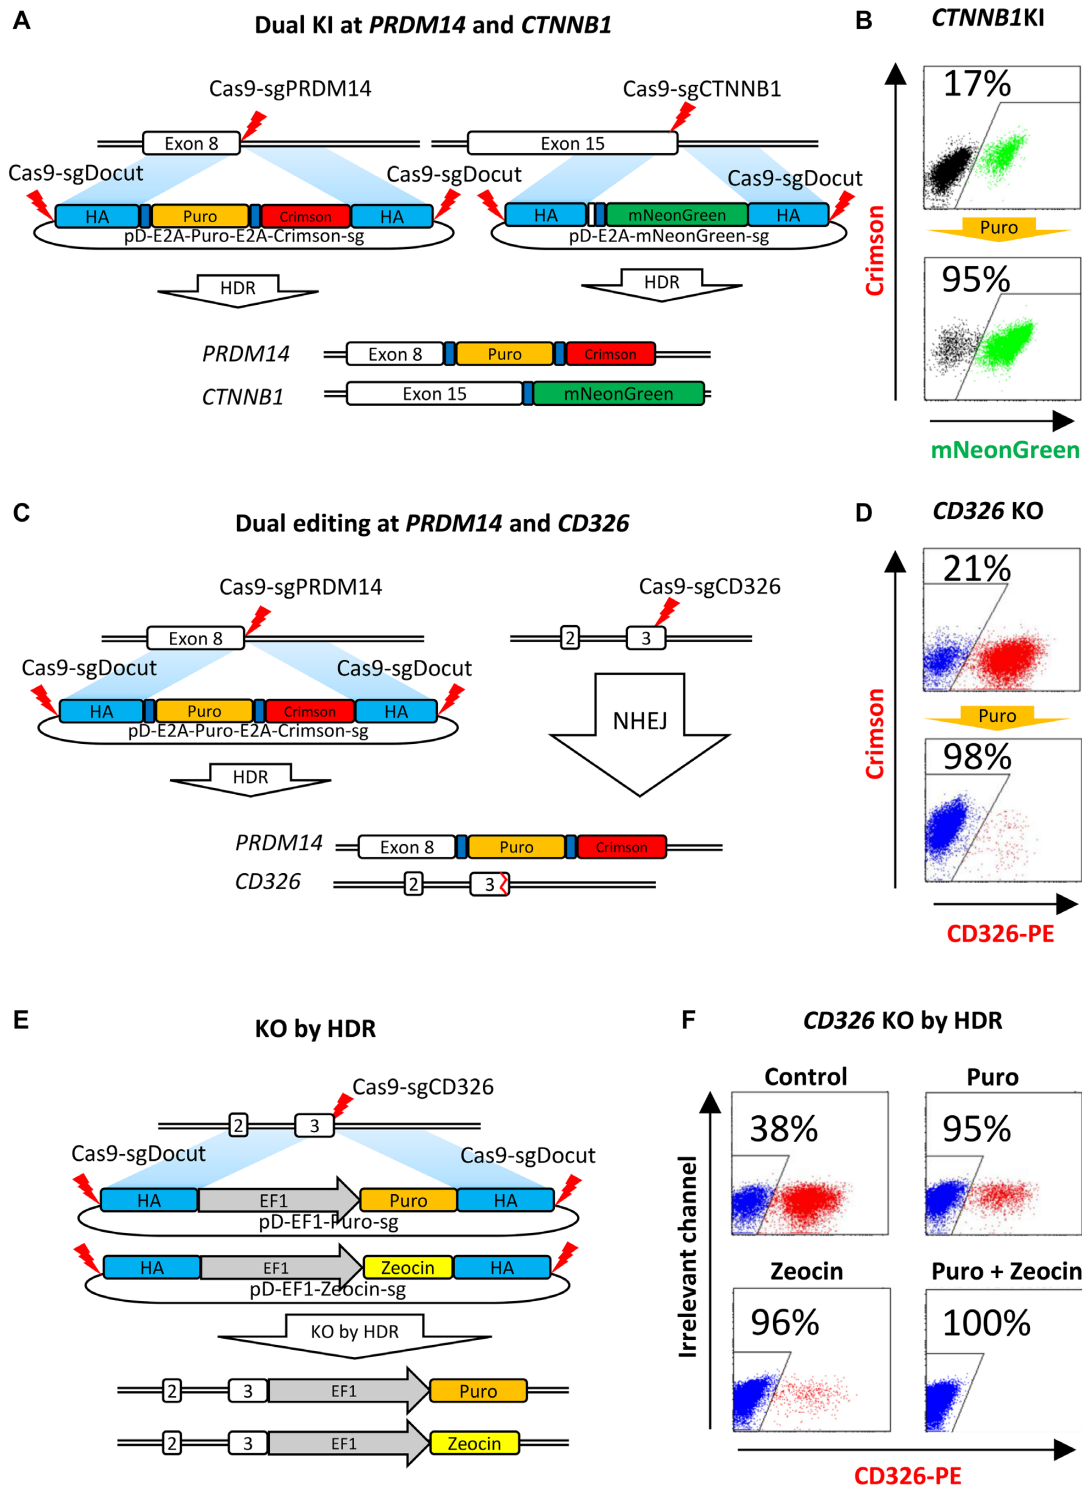 A
Dual KI at PRDM14 and CTNNB1
Cas9-sgPRDM14
Cas9-sgCTNNB1
Exon 8
Exon 15
Cas9-sgDocut
Cas9-sgDocut
Cas9-sgDocut
HA
Puro
Crimson
HA
HA
mNeonGreen
HA
pD-E2A-Puro-E2A-Crimson-sg
pD-E2A-mNeonGreen-sg
HDR
HDR
PRDM14
Exon 8
Puro
Crimson
CTNNB1
Exon 15
mNeonGreen
B
CTNNB1KI
17%
Puro
95%
Crimson
mNeonGreen
C
Dual editing at PRDM14 and CD326
Cas9-sgPRDM14
Cas9-sgCD326
Exon 8
2
3
Cas9-sgDocut
Cas9-sgDocut
HA
Puro
Crimson
HA
pD-E2A-Puro-E2A-Crimson-sg
HDR
NHEJ
PRDM14
Exon 8
Puro
Crimson
CD326
2
3
D
CD326 KO
21%
Puro
98%
Crimson
CD326-PE
E
KO by HDR
Cas9-sgCD326
2
3
Cas9-sgDocut
Cas9-sgDocut
HA
EF1
Puro
HA
pD-EF1-Puro-sg
HA
EF1
Zeocin
HA
pD-EF1-Zeocin-sg
KO by HDR
2
3
EF1
Puro
2
3
EF1
Zeocin
F
CD326 KO by HDR
Control
Puro
38%
95%
Zeocin
Puro + Zeocin
96%
100%
Irrelevant channel
CD326-PE